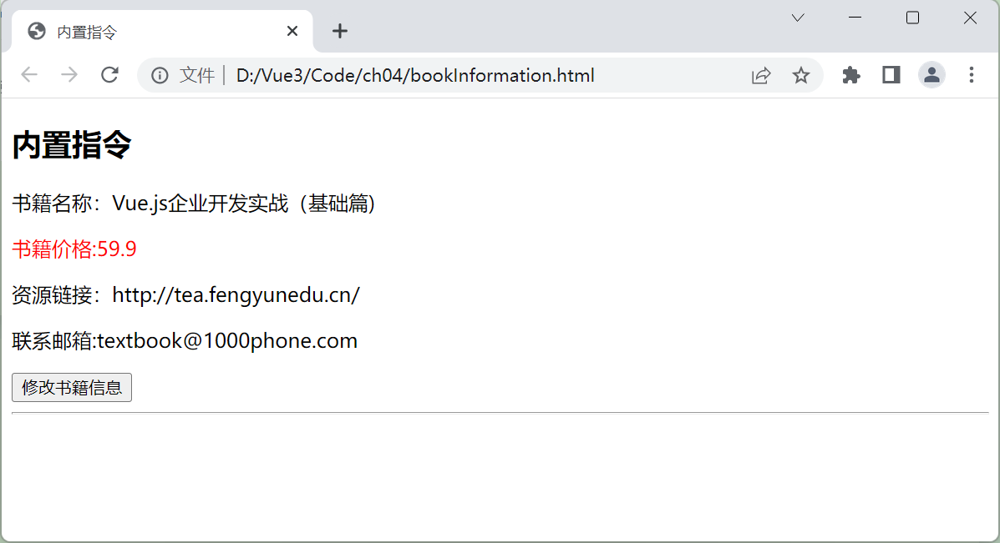 内置指令
文件 | D:/Vue3/Code/ch04/bookInformation.html
内置指令
书籍名称：Vue.js企业开发实战（基础篇)
书籍价格:59.9
资源链接：http://tea.fengyunedu.cn/
联系邮箱:textbook@1000phone.com
修改书籍信息